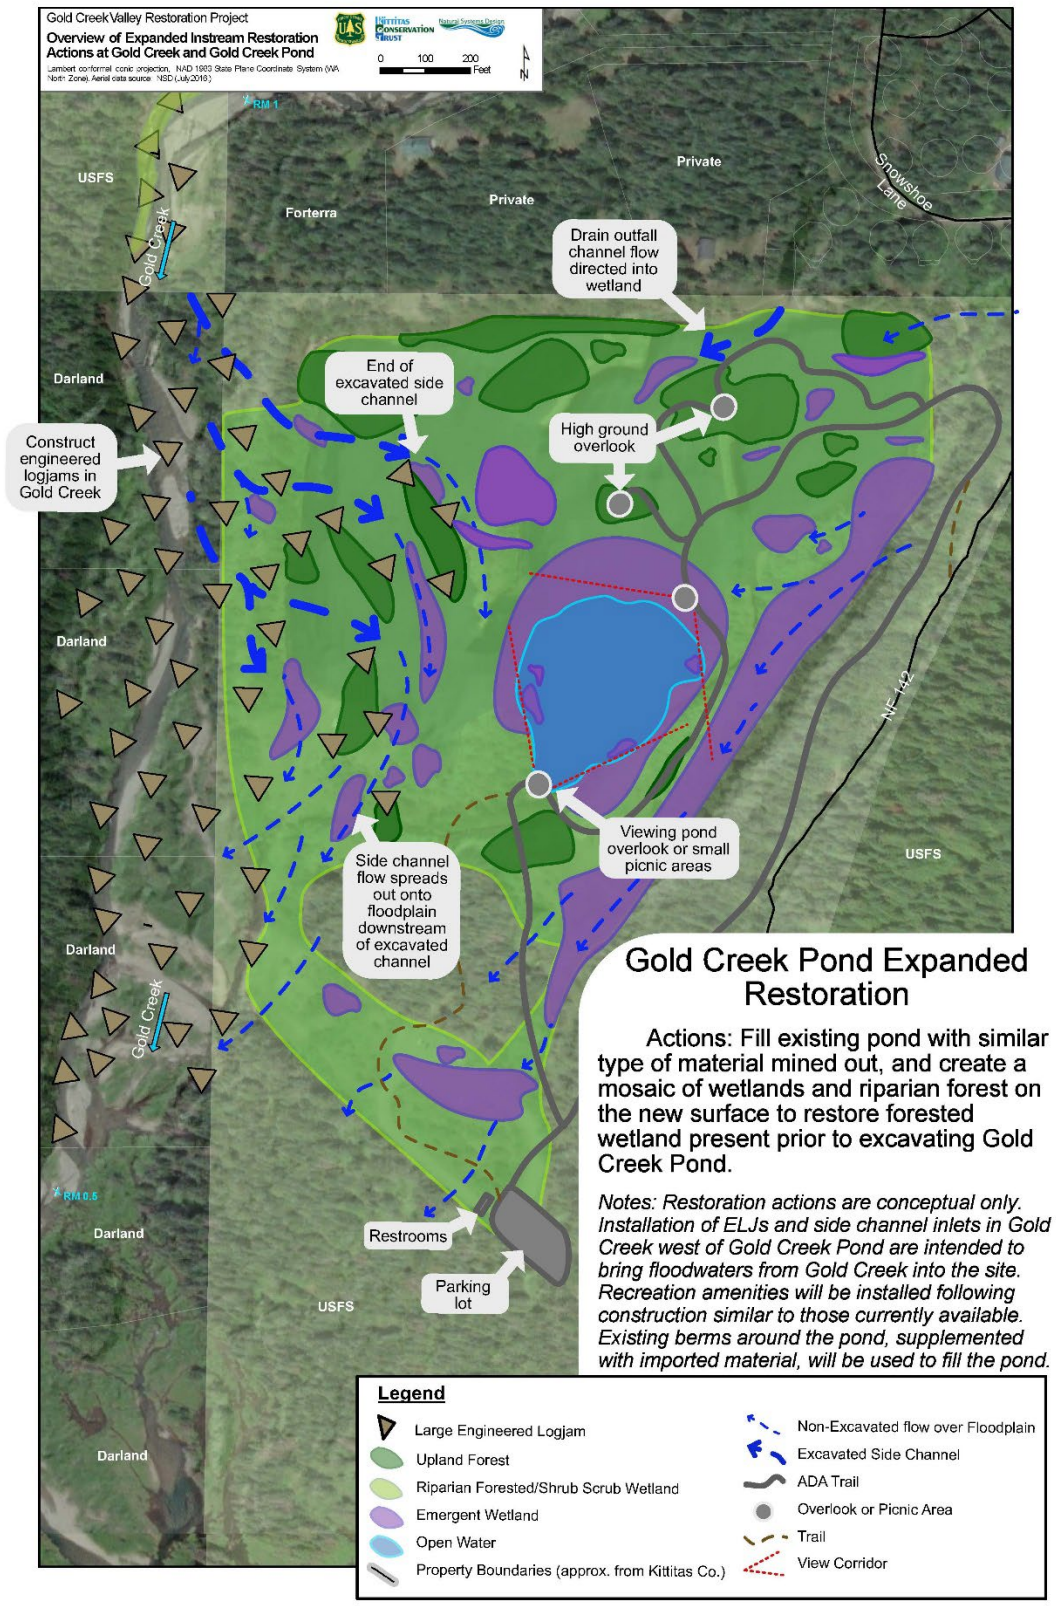 Gold Creek Valley Restoration Project
Overview of Expanded Instream Restoration
Actions at Gold Creek and Gold Creek Pond
Lambert conformal conic projection, NAD 1983 State Plane Coordinate System (WA
North Zone). Aerial data source: NSD (July2016)
UAS
KITTITAS
CONSERVATION
TRUST
Natural Systems Design
0 100 200
Feet
N
RM 1
USFS
Forterra
Private
Private
Snowshoe
Lane
Gold Creek
Drain outfall
channel flow
directed into
wetland
End of
excavated side
channel
Darland
High ground
overlook
Construct
engineered
logjams in
Gold Creek
Darland
NF 142
Viewing pond
overlook or small
picnic areas
USFS
Side channel
flow spreads
out onto
floodplain
downstream
of excavated
channel
Darland
Gold Creek
Gold Creek Pond Expanded
Restoration
Actions: Fill existing pond with similar
type of material mined out, and create a
mosaic of wetlands and riparian forest on
the new surface to restore forested
wetland present prior to excavating Gold
Creek Pond.
Notes: Restoration actions are conceptual only.
Installation of ELJs and side channel inlets in Gold
Creek west of Gold Creek Pond are intended to
bring floodwaters from Gold Creek into the site.
Recreation amenities will be installed following
construction similar to those currently available.
Existing berms around the pond, supplemented
with imported material, will be used to fill the pond.
RM 0.5
Darland
Restrooms
Parking
lot
USFS
Darland
Legend
Large Engineered Logjam
Upland Forest
Riparian Forested/Shrub Scrub Wetland
Emergent Wetland
Open Water
Property Boundaries (approx. from Kittitas Co.)
Non-Excavated flow over Floodplain
Excavated Side Channel
ADA Trail
Overlook or Picnic Area
Trail
View Corridor